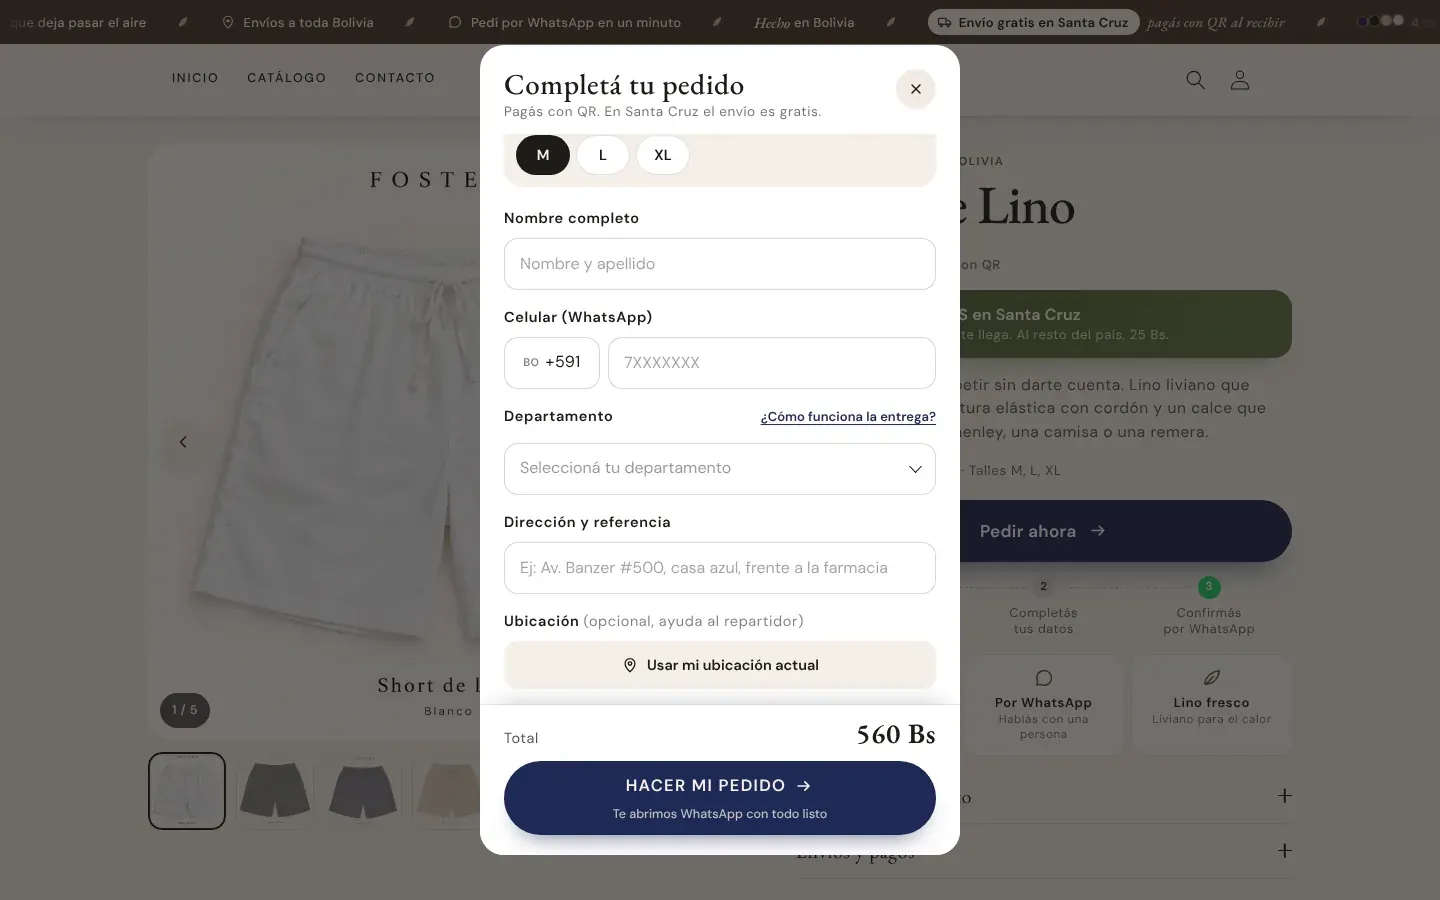 que deja pasar el aire
Envíos a toda Bolivia
Pedí por WhatsApp en un minuto
Hecho en Bolivia
Envío gratis en Santa Cruz
pagás con QR al recibir
INICIO
CATÁLOGO
CONTACTO
Completá tu pedido
Pagás con QR. En Santa Cruz el envío es gratis.
M
L
XL
Nombre completo
Nombre y apellido
Celular (WhatsApp)
BO +591
7XXXXXXX
Departamento
¿Cómo funciona la entrega?
Seleccioná tu departamento
Dirección y referencia
Ej: Av. Banzer #500, casa azul, frente a la farmacia
Ubicación (opcional, ayuda al repartidor)
Usar mi ubicación actual
Total
560 Bs
HACER MI PEDIDO
Te abrimos WhatsApp con todo listo
FOSTE
Short de l
Blanco
1 / 5
OLIVIA
e Lino
on QR
S en Santa Cruz
te llega. Al resto del país, 25 Bs.
etir sin darte cuenta. Lino liviano que
tura elástica con cordón y un calce que
enley, una camisa o una remera.
· Talles M, L, XL
Pedir ahora
2
Completás
tus datos
3
Confirmás
por WhatsApp
Por WhatsApp
Hablás con una
persona
Lino fresco
Liviano para el calor
Envíos y pagos